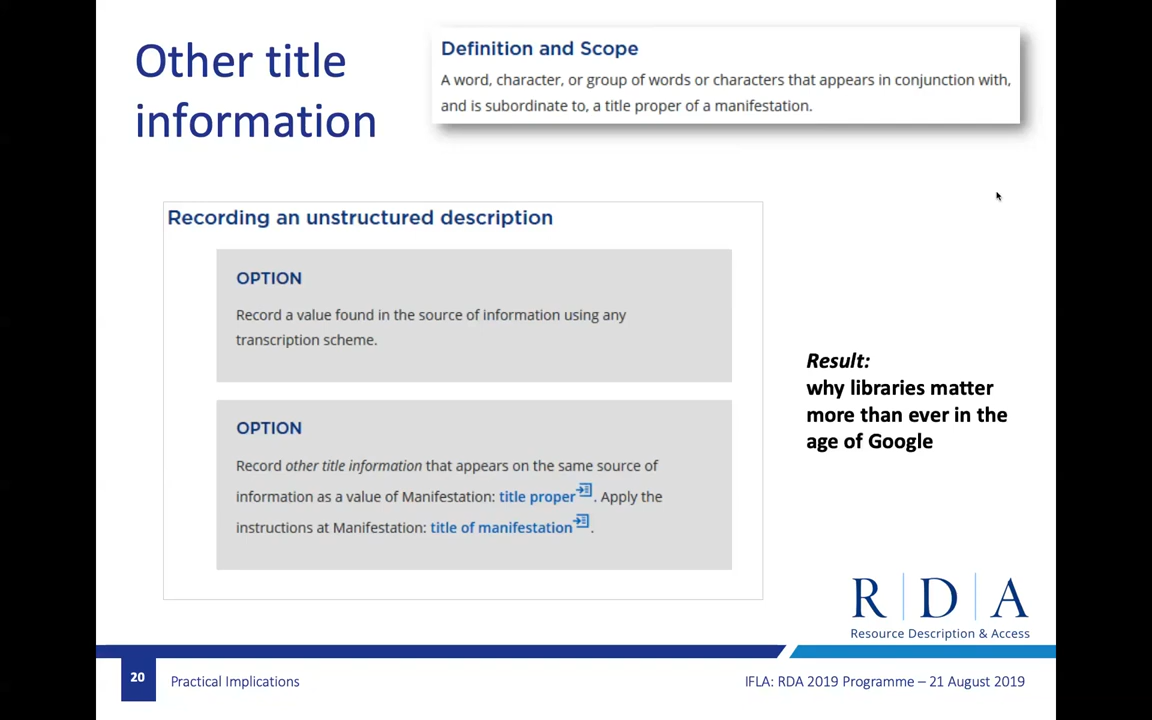 Other title
information
Definition and Scope
A word, character, or group of words or characters that appears in conjunction with,
and is subordinate to, a title proper of a manifestation.
Recording an unstructured description
OPTION
Record a value found in the source of information using any
transcription scheme.
OPTION
Record other title information that appears on the same source of
information as a value of Manifestation: title proper. Apply the
instructions at Manifestation: title of manifestation.
Result:
why libraries matter
more than ever in the
age of Google
R | D | A
Resource Description & Access
20
Practical Implications
IFLA: RDA 2019 Programme – 21 August 2019